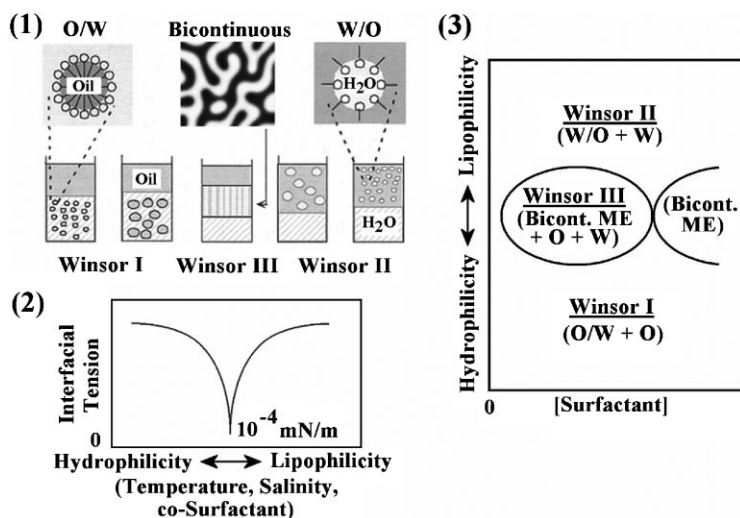 (1)
O/W
Bicontinuous
W/O
Oil
H₂O
Oil
H₂O
Winsor I
Winsor III
Winsor II
(2)
Interfacial
Tension
0
10⁻⁴ mN/m
Hydrophilicity
Lipophilicity
(Temperature, Salinity,
co-Surfactant)
(3)
Hydrophilicity
Lipophilicity
Winsor II
(W/O + W)
Winsor III
(Bicont. ME
+ O + W)
(Bicont.
ME)
Winsor I
(O/W + O)
0
[Surfactant]